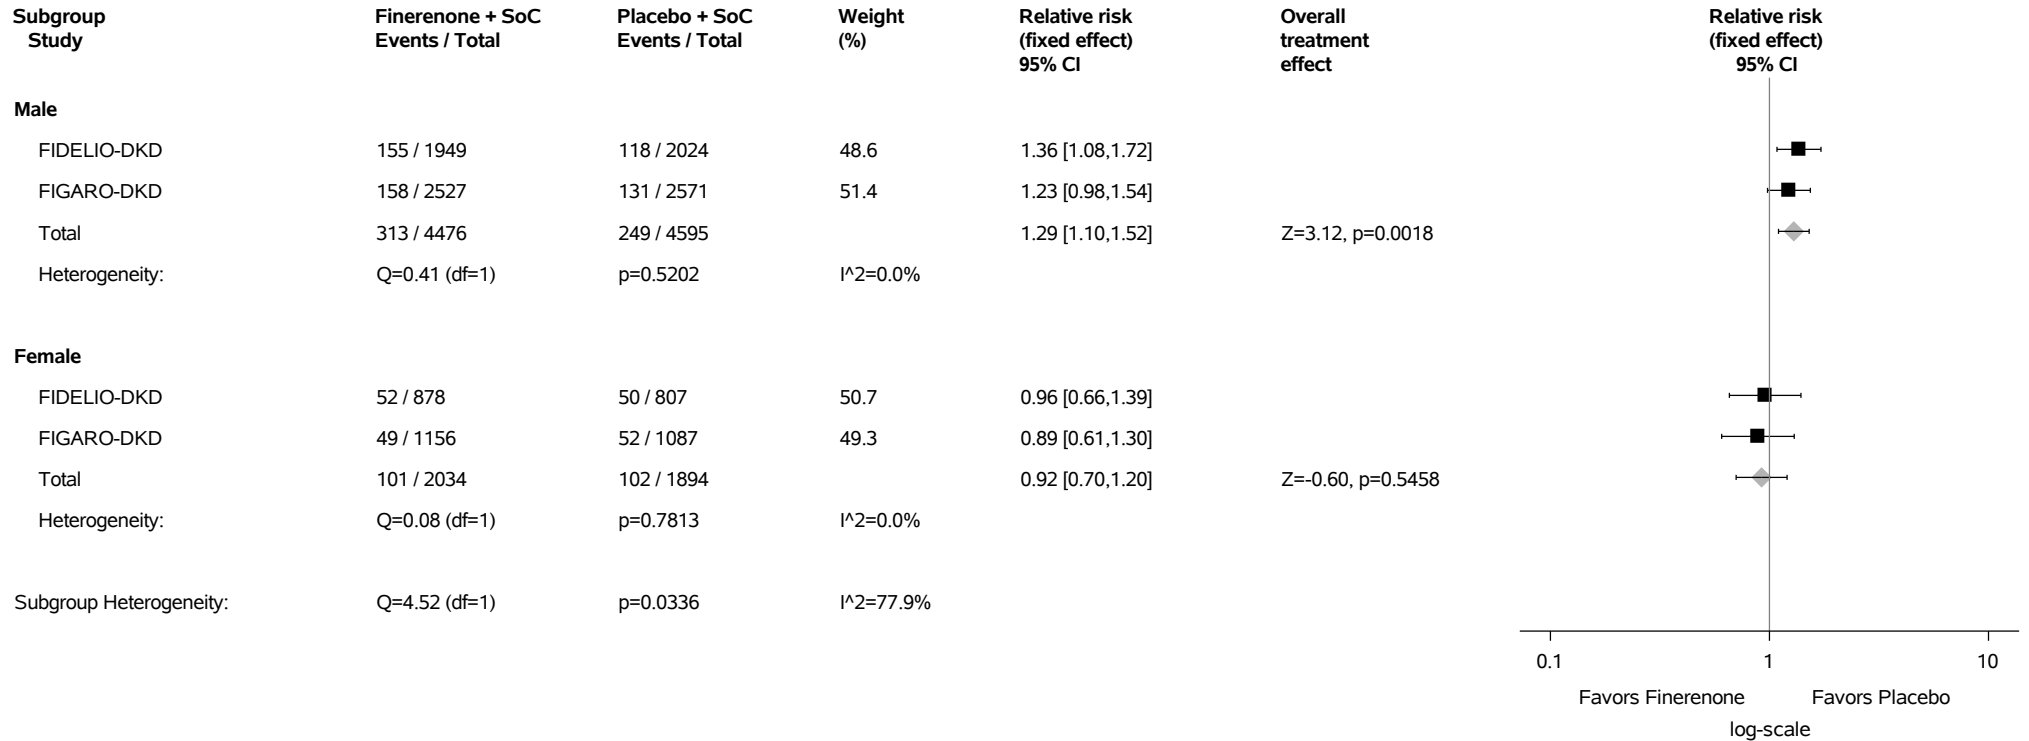 Subgroup Finerenone + SoC Placebo + SoC Weight Relative risk Overall Relative risk
Study Events / Total Events / Total (%) (fixed effect) treatment (fixed effect)
95% CI effect 95% CI
Male
FIDELIO-DKD 155 / 1949 118 / 2024 48.6 1.36 [1.08,1.72]
FIGARO-DKD 158 / 2527 131 / 2571 51.4 1.23 [0.98,1.54]
Total 313 / 4476 249 / 4595 1.29 [1.10,1.52] Z=3.12, p=0.0018
Heterogeneity: Q=0.41 (df=1) p=0.5202 I^2=0.0%
Female
FIDELIO-DKD 52 / 878 50 / 807 50.7 0.96 [0.66,1.39]
FIGARO-DKD 49 / 1156 52 / 1087 49.3 0.89 [0.61,1.30]
Total 101 / 2034 102 / 1894 0.92 [0.70,1.20] Z=-0.60, p=0.5458
Heterogeneity: Q=0.08 (df=1) p=0.7813 I^2=0.0%
Subgroup Heterogeneity: Q=4.52 (df=1) p=0.0336 I^2=77.9%
0.1 1 10
Favors Finerenone Favors Placebo
log-scale